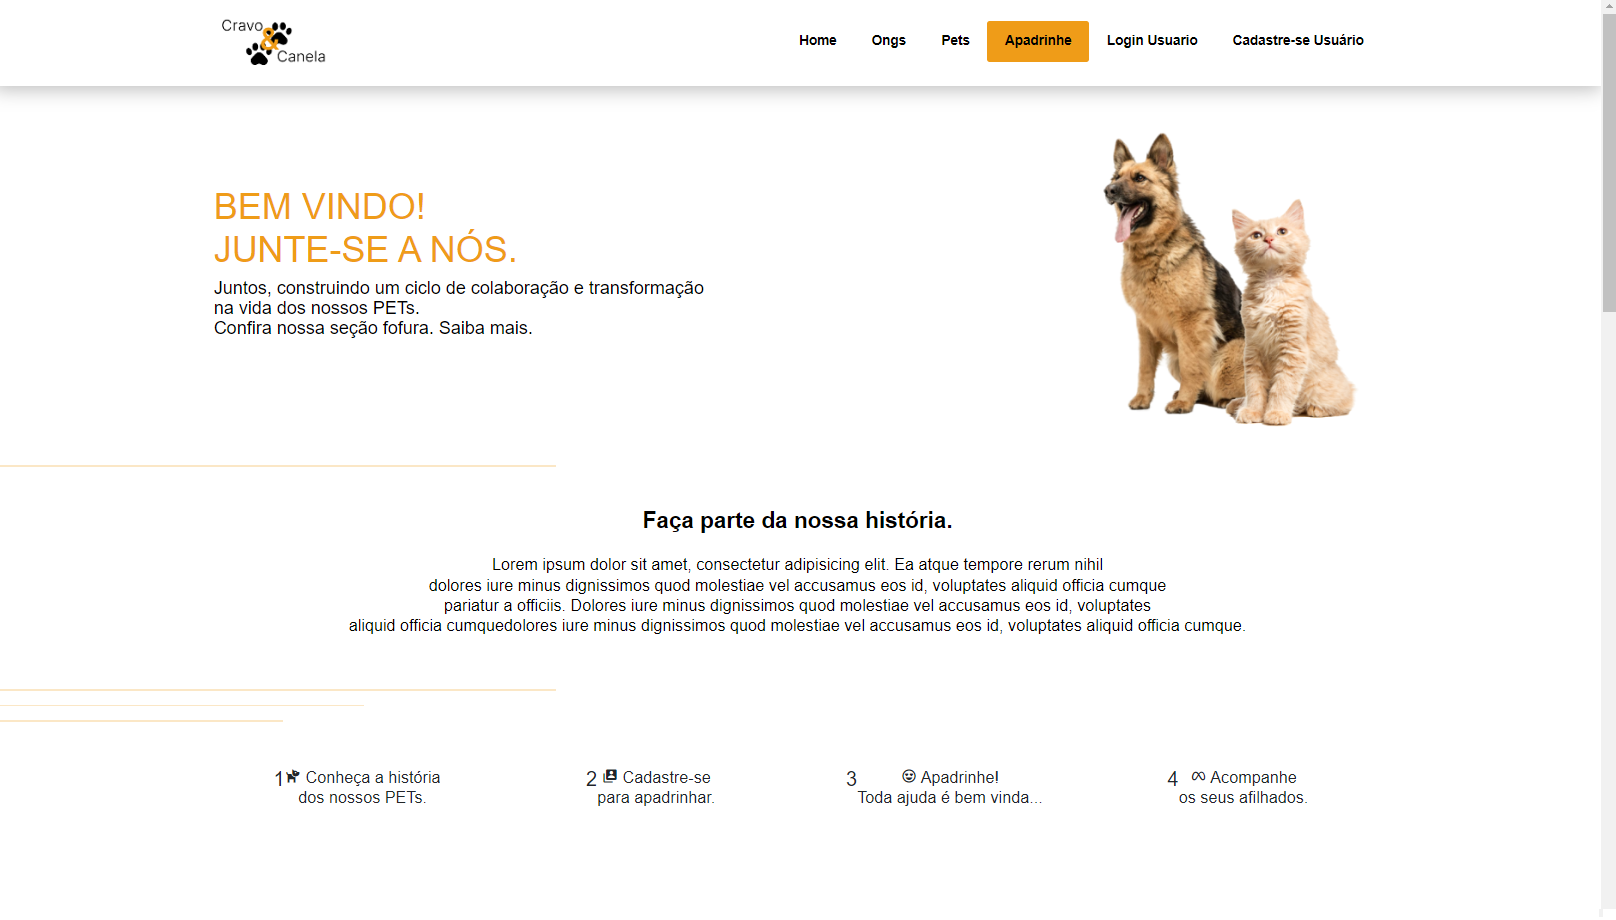 Cravo
&
Canela
Home Ongs Pets Apadrinhe Login Usuario Cadastre-se Usuário
BEM VINDO!
JUNTE-SE A NÓS.
Juntos, construindo um ciclo de colaboração e transformação
na vida dos nossos PETs.
Confira nossa seção fofura. Saiba mais.
Faça parte da nossa história.
Lorem ipsum dolor sit amet, consectetur adipisicing elit. Ea atque tempore rerum nihil
dolores iure minus dignissimos quod molestiae vel accusamus eos id, voluptates aliquid officia cumque
pariatur a officiis. Dolores iure minus dignissimos quod molestiae vel accusamus eos id, voluptates
aliquid officia cumquedolores iure minus dignissimos quod molestiae vel accusamus eos id, voluptates aliquid officia cumque.
1 Conheça a história
dos nossos PETs.
2 Cadastre-se
para apadrinhar.
3 Apadrinhe!
Toda ajuda é bem vinda...
4 Acompanhe
os seus afilhados.